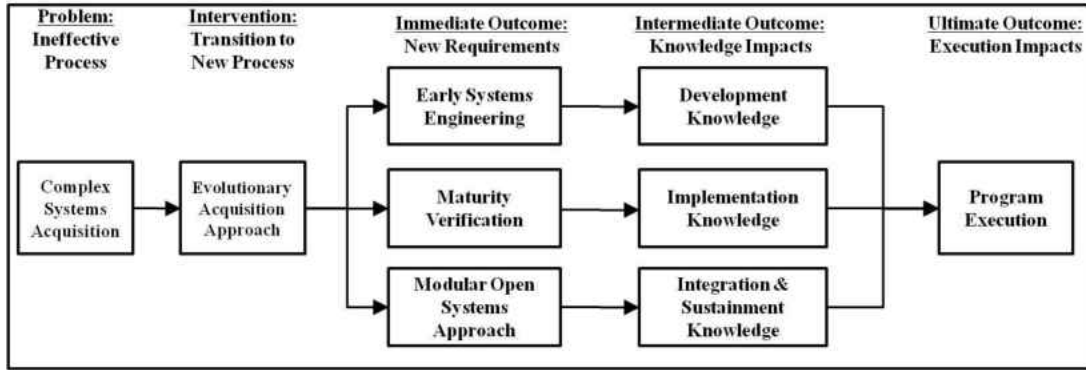 Problem:
Ineffective
Process
Intervention:
Transition to
New Process
Immediate Outcome:
New Requirements
Intermediate Outcome:
Knowledge Impacts
Ultimate Outcome:
Execution Impacts
Complex
Systems
Acquisition
Evolutionary
Acquisition
Approach
Early Systems
Engineering
Development
Knowledge
Maturity
Verification
Implementation
Knowledge
Modular Open
Systems
Approach
Integration &
Sustainment
Knowledge
Program
Execution